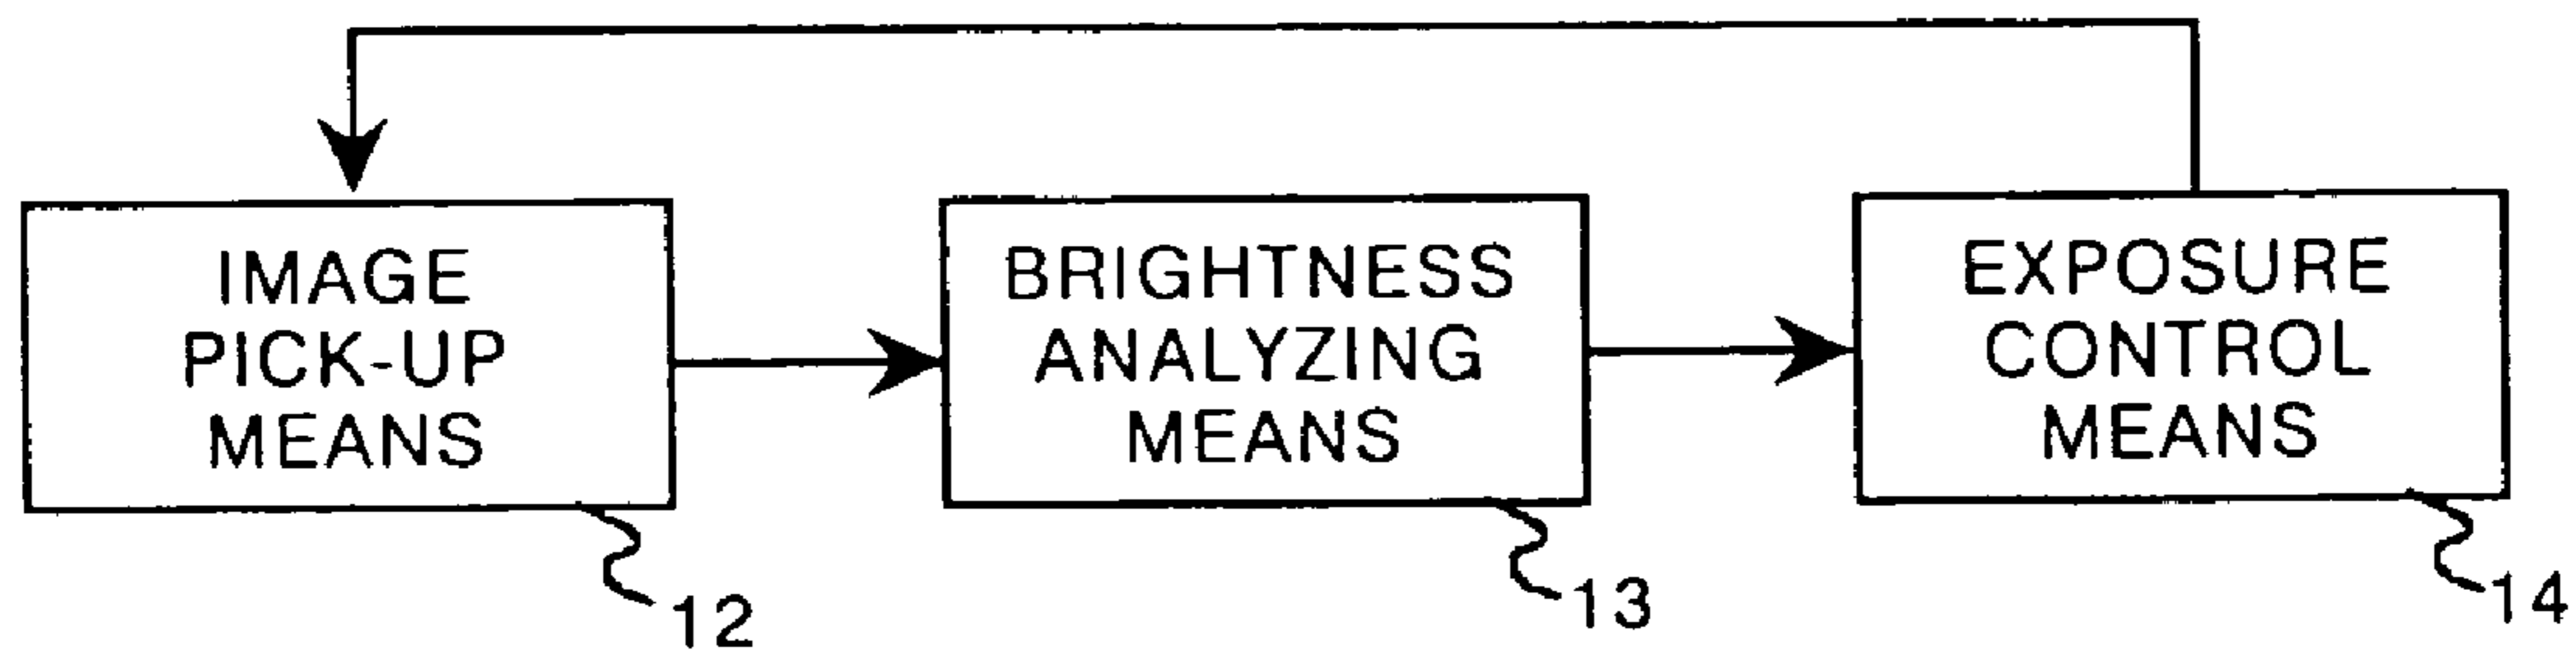 IMAGE
PICK-UP
MEANS
12
BRIGHTNESS
ANALYZING
MEANS
13
EXPOSURE
CONTROL
MEANS
14